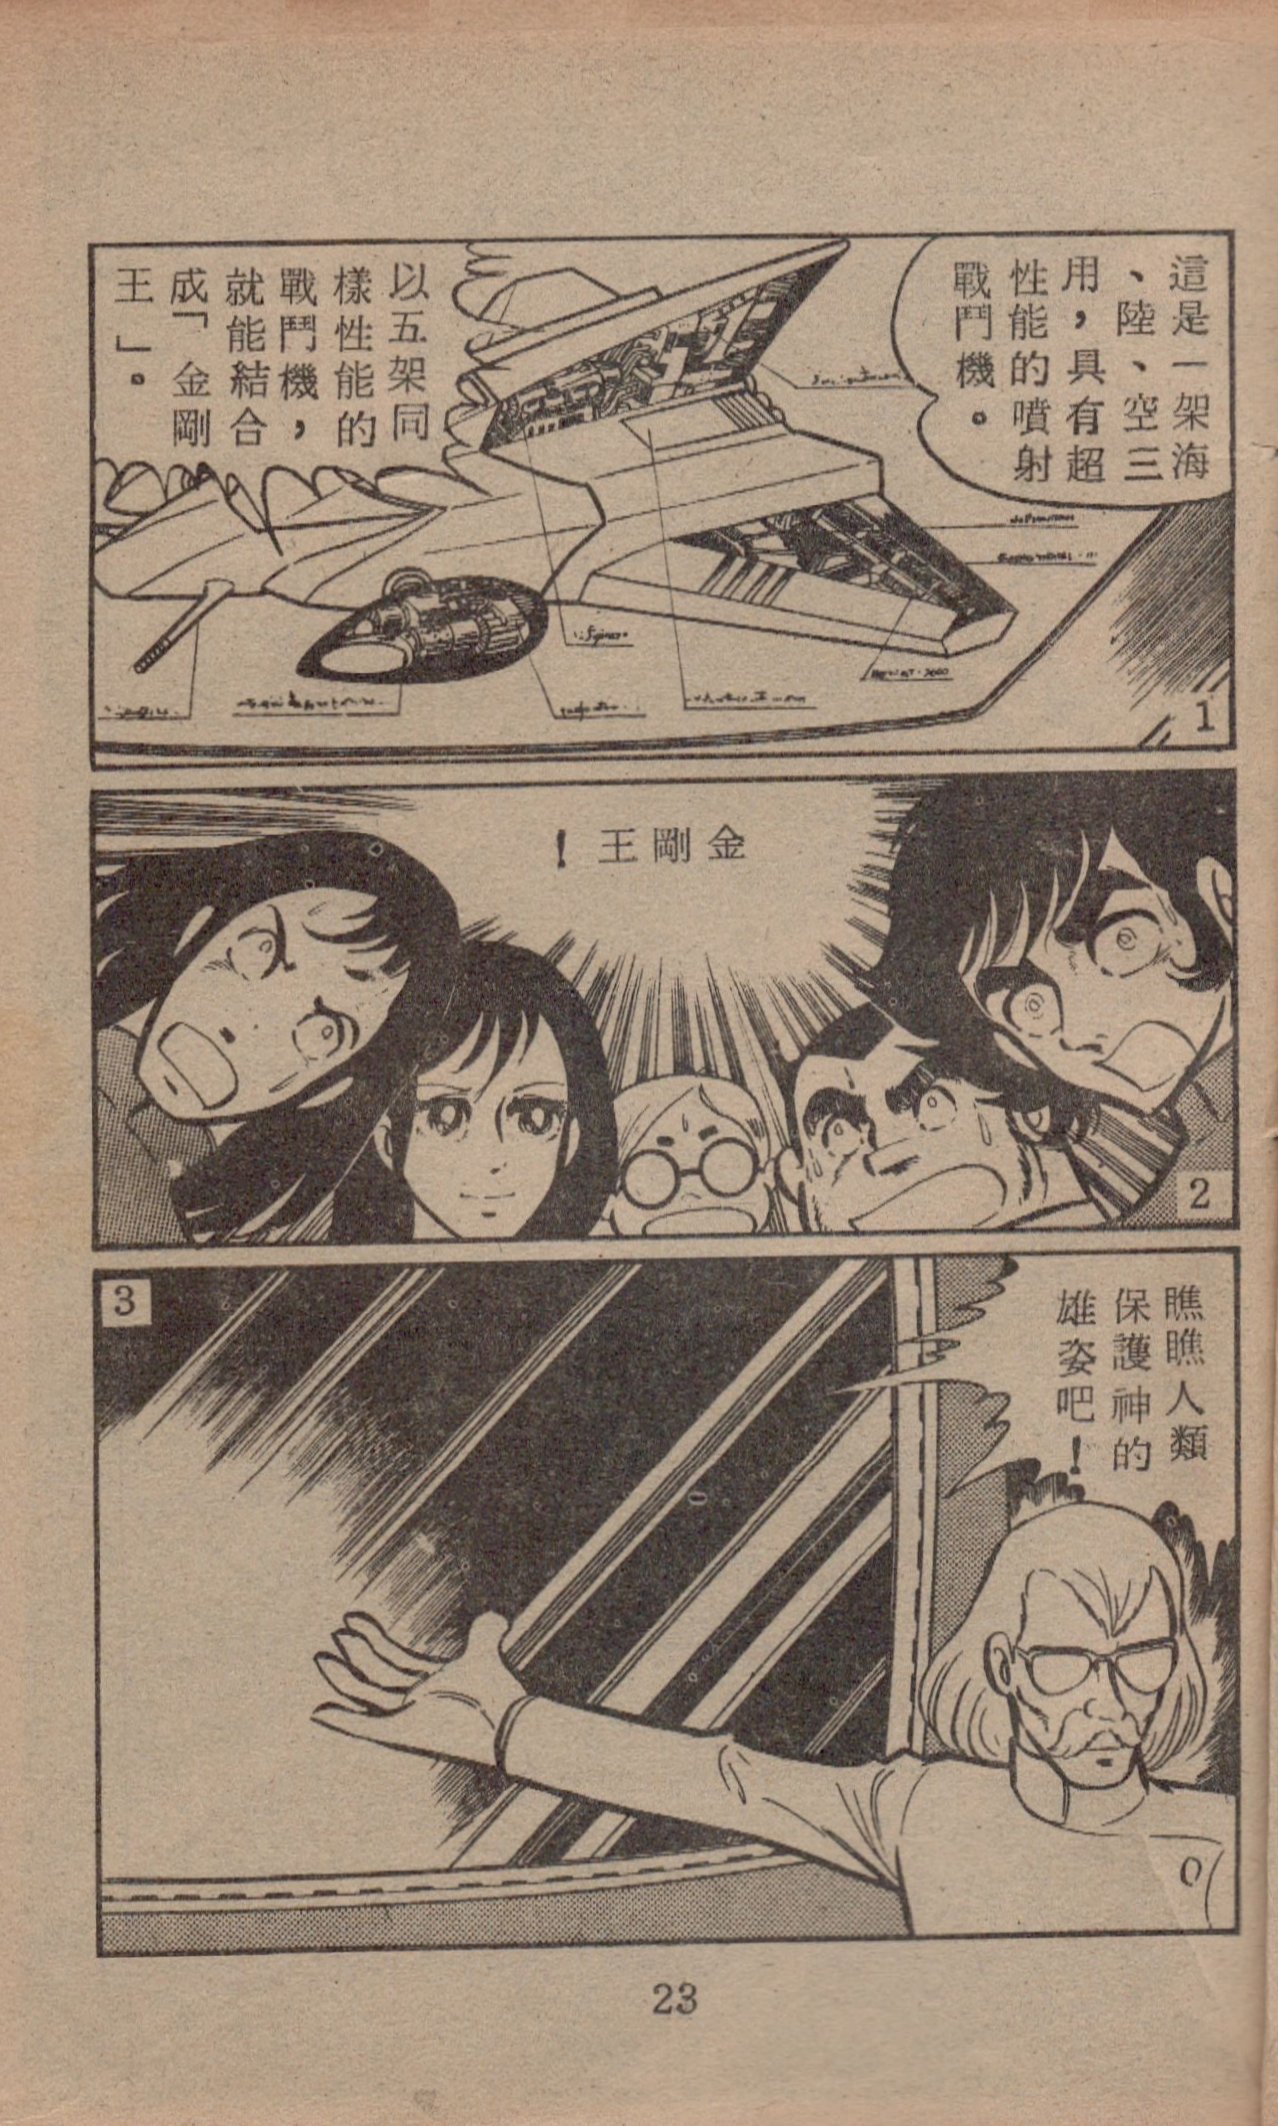 這是一架海
、陸、空三
用，具有超
性能的噴射
戰鬥機。
以五架同
樣性能的
戰鬥機，
就能結合
成「金剛
王」。
1
金剛王！
2
瞧瞧人類
保護神的
雄姿吧！
3
23